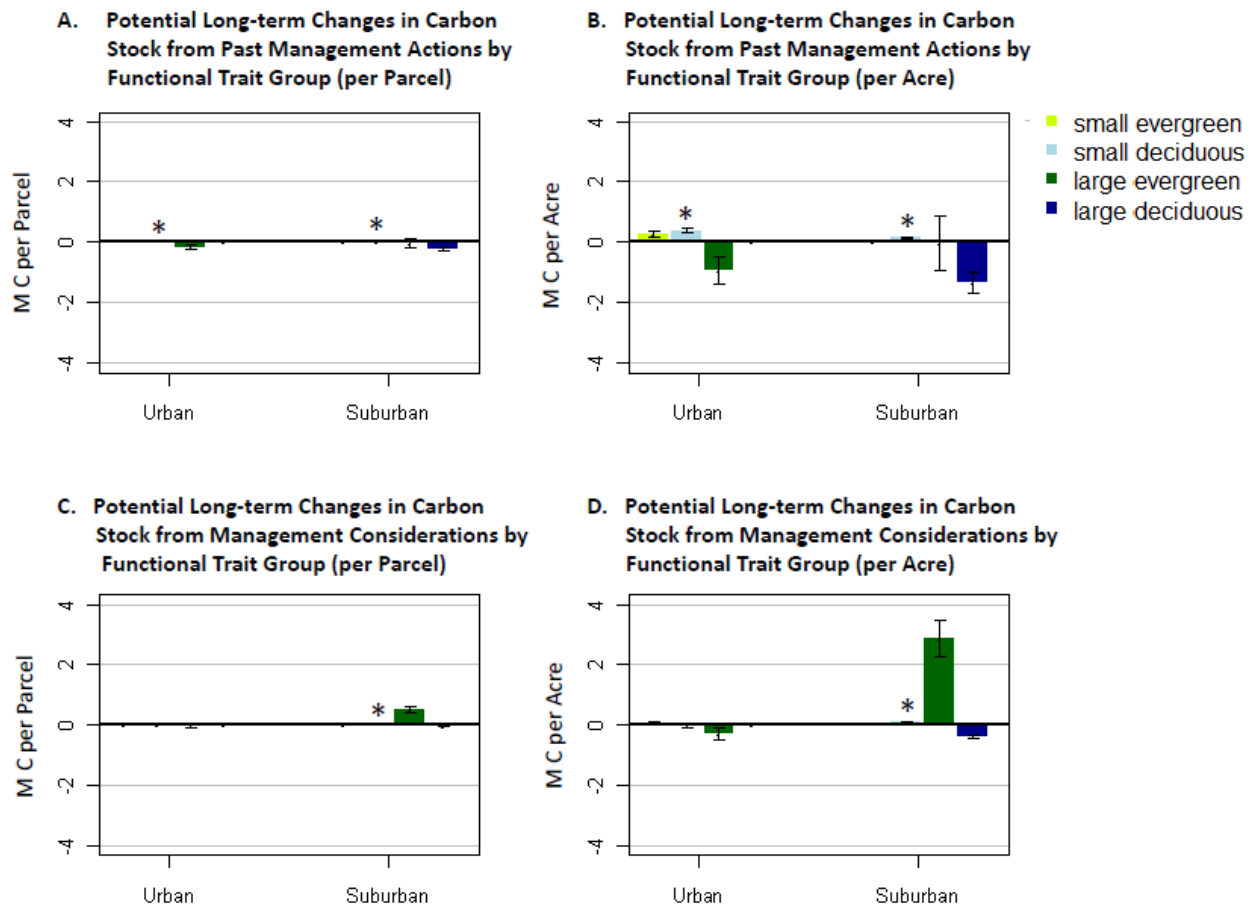 A. Potential Long-term Changes in Carbon
Stock from Past Management Actions by
Functional Trait Group (per Parcel)
M C per Parcel
4
2
0
-2
-4
*
*
Urban
Suburban
B. Potential Long-term Changes in Carbon
Stock from Past Management Actions by
Functional Trait Group (per Acre)
M C per Acre
4
2
0
-2
-4
*
*
Urban
Suburban
small evergreen
small deciduous
large evergreen
large deciduous
C. Potential Long-term Changes in Carbon
Stock from Management Considerations by
Functional Trait Group (per Parcel)
M C per Parcel
4
2
0
-2
-4
*
Urban
Suburban
D. Potential Long-term Changes in Carbon
Stock from Management Considerations by
Functional Trait Group (per Acre)
M C per Acre
4
2
0
-2
-4
*
Urban
Suburban